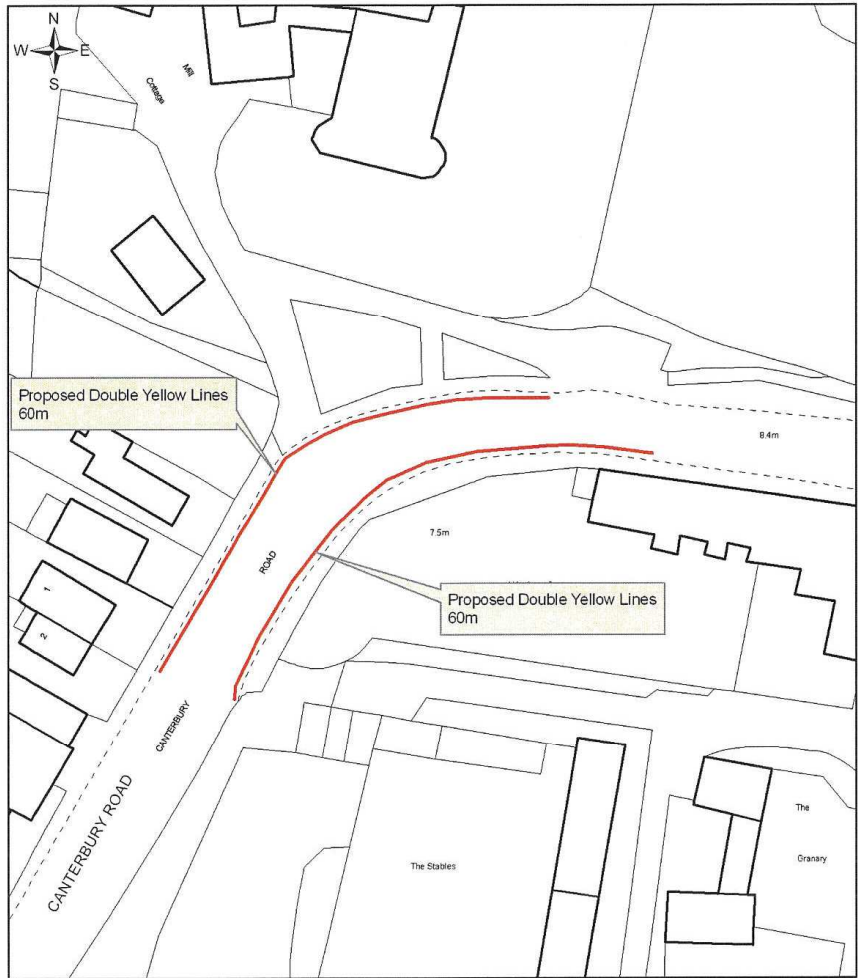 N
W E
S
Mill
Cottage
Proposed Double Yellow Lines
60m
8.4m
7.5m
ROAD
Proposed Double Yellow Lines
60m
1
2
CANTERBURY
CANTERBURY ROAD
The Stables
The
Granary